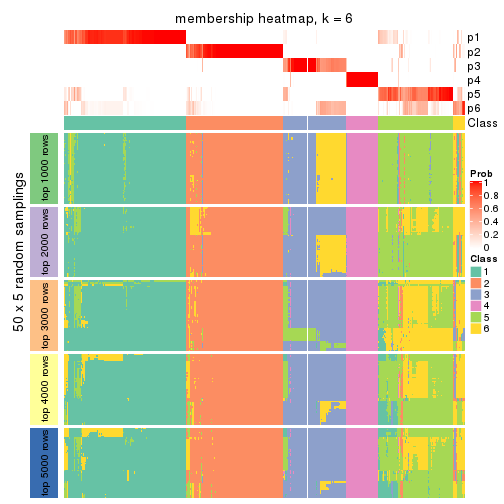 membership heatmap, k = 6
p1
p2
p3
p4
p5
p6
Class
50 x 5 random samplings
top 1000 rows
top 2000 rows
top 3000 rows
top 4000 rows
top 5000 rows
Prob
1
0.8
0.6
0.4
0.2
0
Class
1
2
3
4
5
6